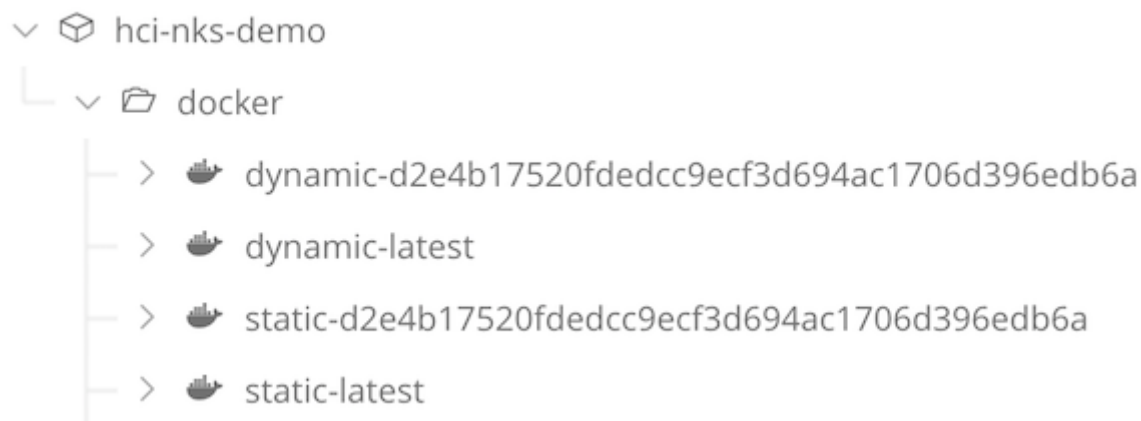 hci-nks-demo
docker
dynamic-d2e4b17520fdedcc9ecf3d694ac1706d396edb6a
dynamic-latest
static-d2e4b17520fdedcc9ecf3d694ac1706d396edb6a
static-latest